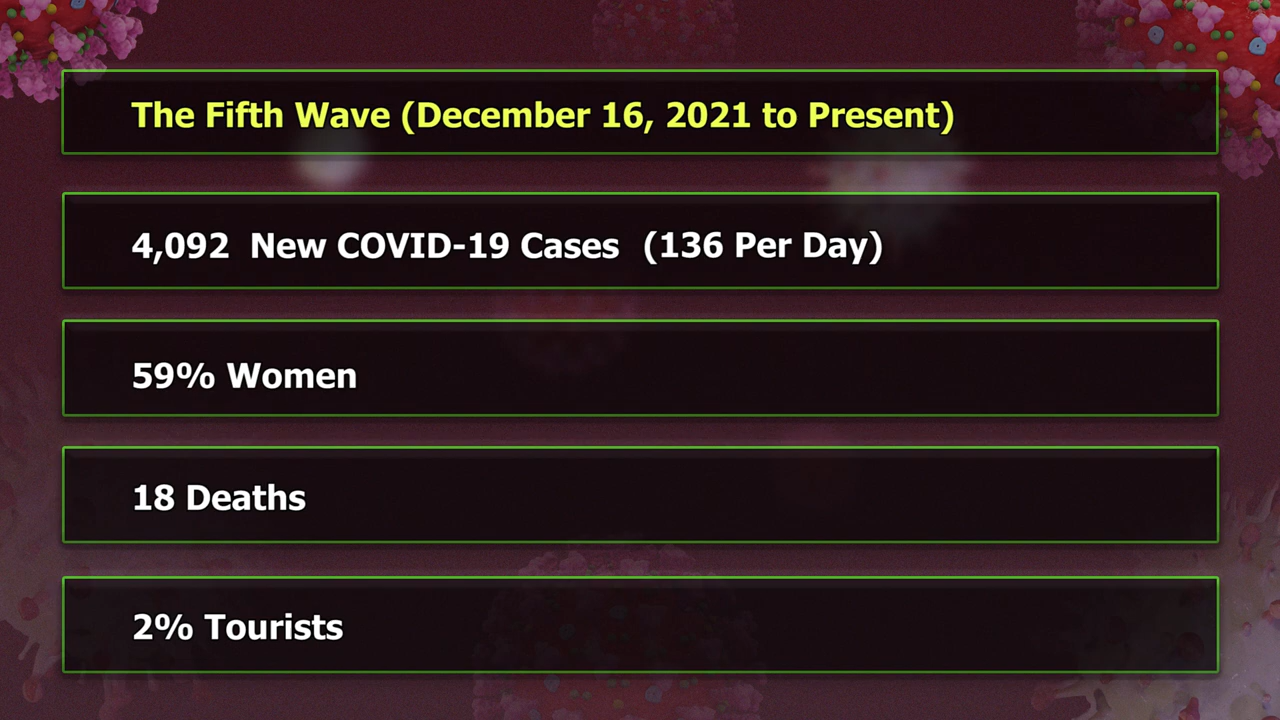 The Fifth Wave (December 16, 2021 to Present)
4,092 New COVID-19 Cases (136 Per Day)
59% Women
18 Deaths
2% Tourists